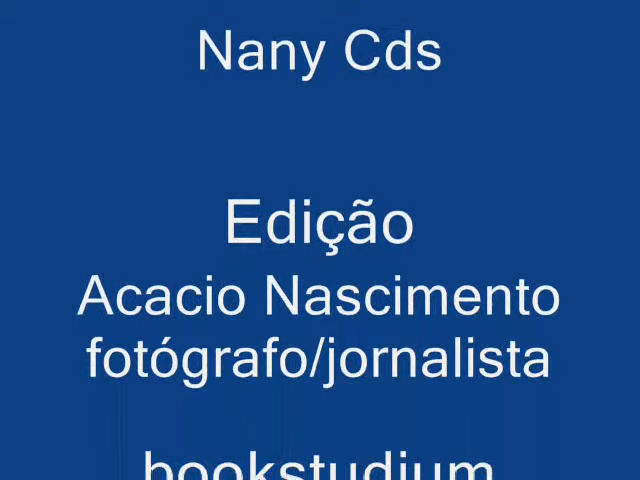 Nany Cds
Edição
Acacio Nascimento
fotógrafo/jornalista
bookstudium